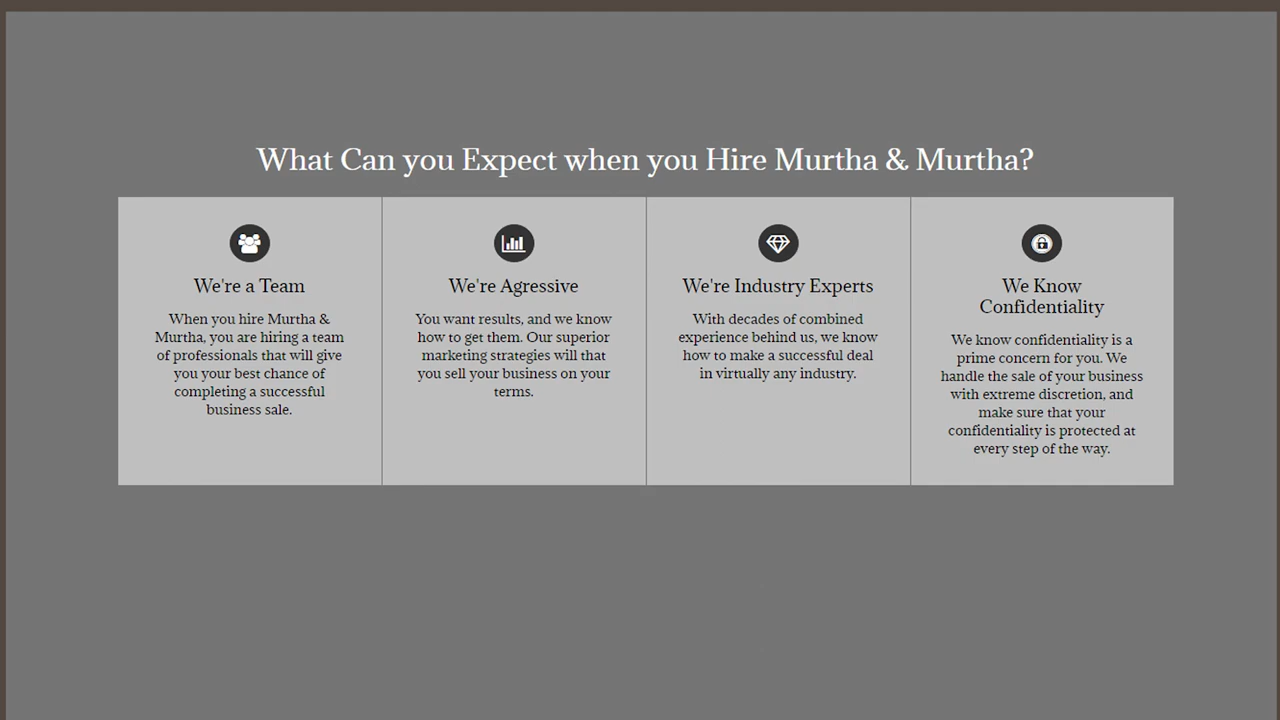 What Can you Expect when you Hire Murtha & Murtha?
We're a Team
When you hire Murtha &
Murtha, you are hiring a team
of professionals that will give
you your best chance of
completing a successful
business sale.
We're Agressive
You want results, and we know
how to get them. Our superior
marketing strategies will that
you sell your business on your
terms.
We're Industry Experts
With decades of combined
experience behind us, we know
how to make a successful deal
in virtually any industry.
We Know
Confidentiality
We know confidentiality is a
prime concern for you. We
handle the sale of your business
with extreme discretion, and
make sure that your
confidentiality is protected at
every step of the way.